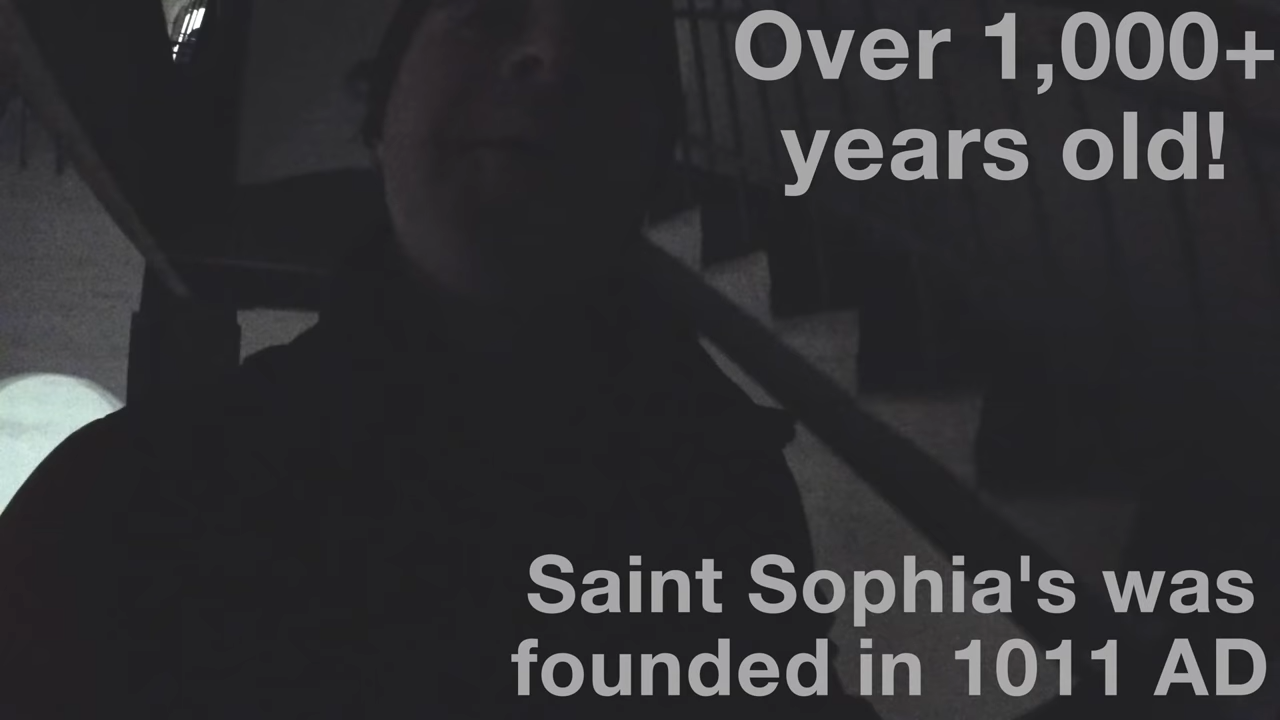 Over 1,000+
years old!
Saint Sophia's was
founded in 1011 AD